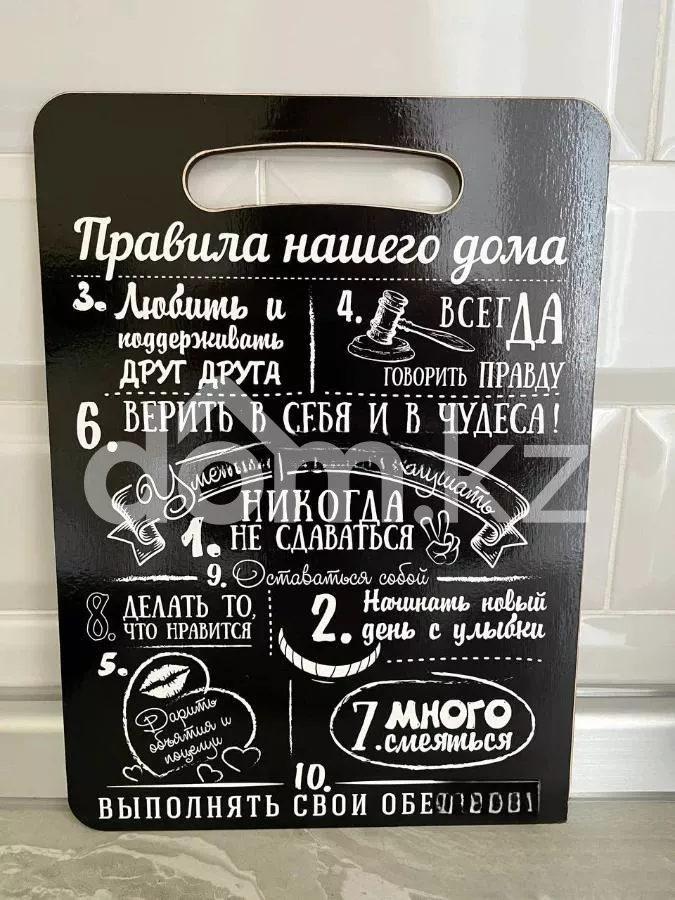 Правила нашего дома
3. Любить и
поддерживать
ДРУГ ДРУГА
4. ВСЕГДА
ГОВОРИТЬ ПРАВДУ
6. ВЕРИТЬ В СЕБЯ И В ЧУДЕСА!
dom.kz
1. НИКОГДА
НЕ СДАВАТЬСЯ
9. Оставаться собой
8. ДЕЛАТЬ ТО,
ЧТО НРАВИТСЯ
2. Начинать новый
день с улыбки
5. Дарить
объятия и
поцелуи
7. МНОГО
смеяться
10.
ВЫПОЛНЯТЬ СВОИ